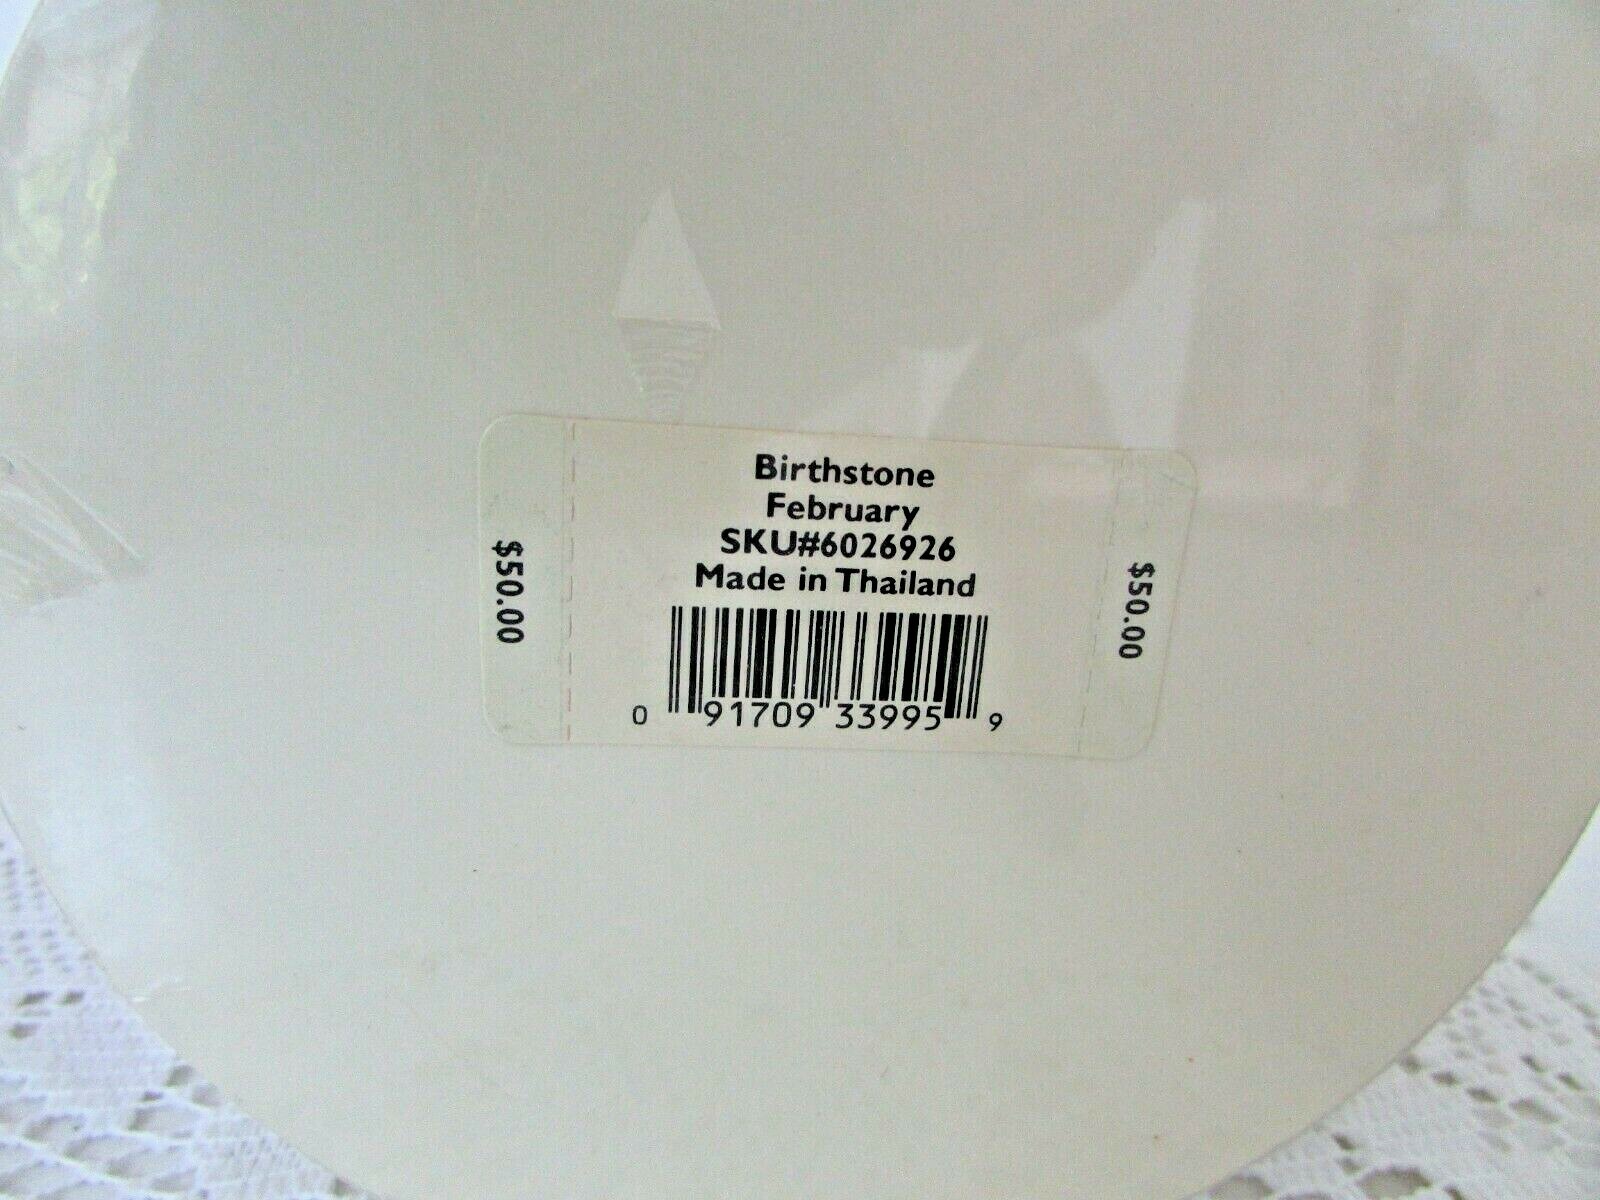 Birthstone
February
SKU#6026926
Made in Thailand
$50.00
$50.00
0 91709 33995 9